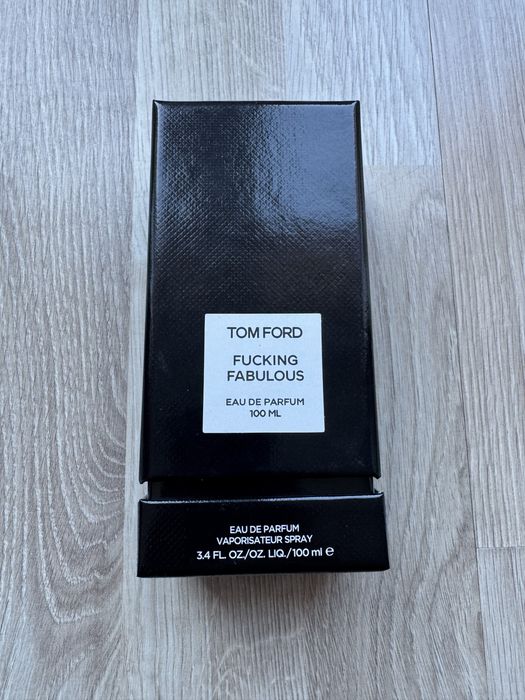 TOM FORD
FUCKING
FABULOUS
EAU DE PARFUM
100 ML
EAU DE PARFUM
VAPORISATEUR SPRAY
3.4 FL. OZ./OZ. LIQ./100 ml ℮